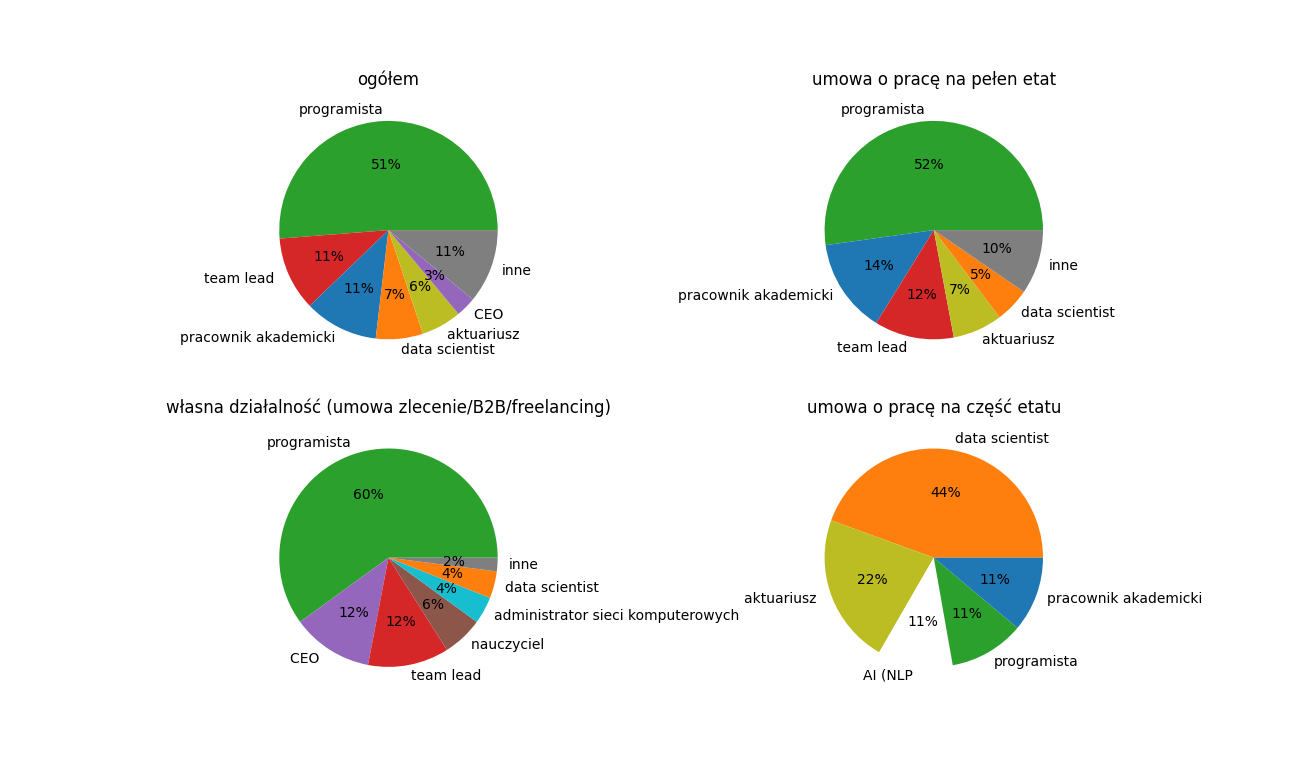 ogółem
programista
51%
team lead
11%
pracownik akademicki
11%
data scientist
7%
aktuariusz
6%
CEO
3%
inne
11%
umowa o pracę na pełen etat
programista
52%
pracownik akademicki
14%
team lead
12%
aktuariusz
7%
data scientist
5%
inne
10%
własna działalność (umowa zlecenie/B2B/freelancing)
programista
60%
CEO
12%
team lead
12%
nauczyciel
6%
administrator sieci komputerowych
4%
data scientist
4%
inne
2%
umowa o pracę na część etatu
data scientist
44%
aktuariusz
22%
AI (NLP
11%
programista
11%
pracownik akademicki
11%